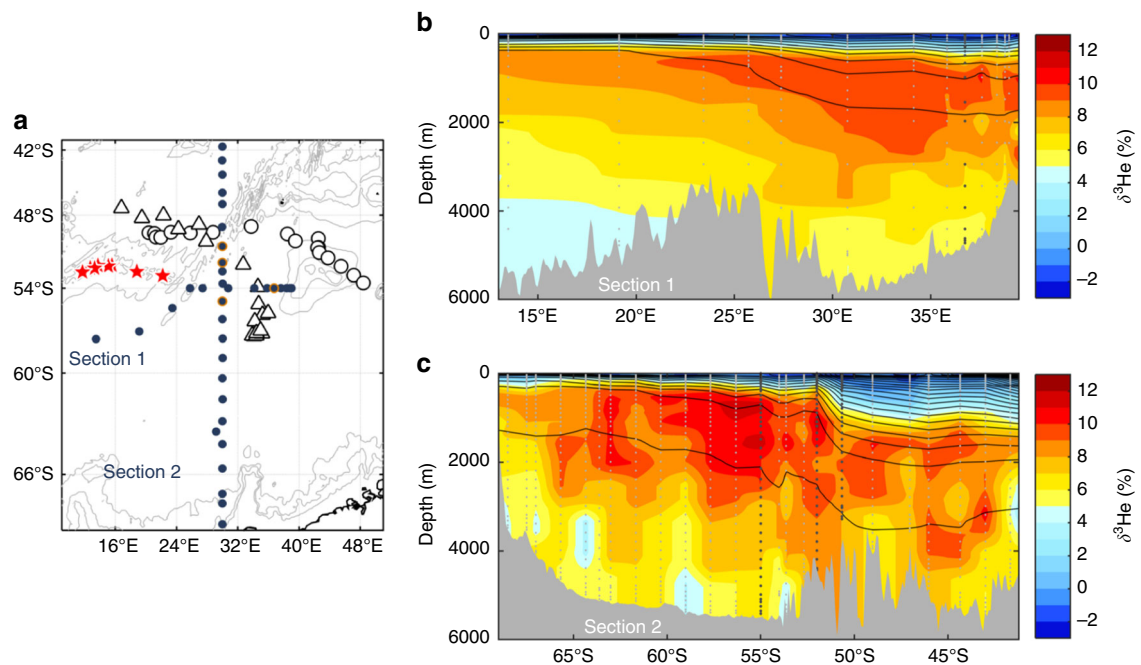 a
42°S
48°S
54°S
60°S
66°S
Section 1
Section 2
16°E
24°E
32°E
40°E
48°E
b
0
2000
4000
6000
Depth (m)
Section 1
15°E
20°E
25°E
30°E
35°E
12
10
8
6
4
2
0
−2
δ³He (%)
c
0
2000
4000
6000
Depth (m)
Section 2
65°S
60°S
55°S
50°S
45°S
12
10
8
6
4
2
0
−2
δ³He (%)